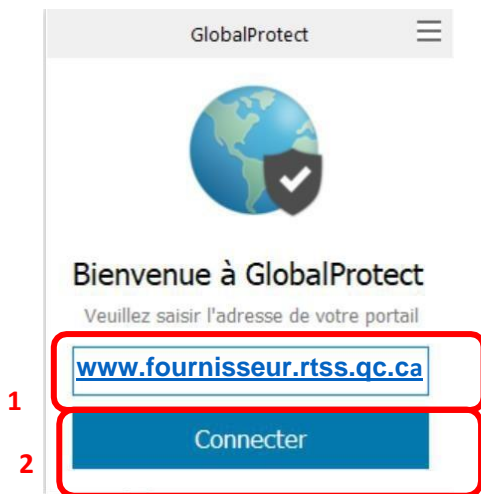 GlobalProtect
Bienvenue à GlobalProtect
Veuillez saisir l'adresse de votre portail
www.fournisseur.rtss.qc.ca
1
Connecter
2